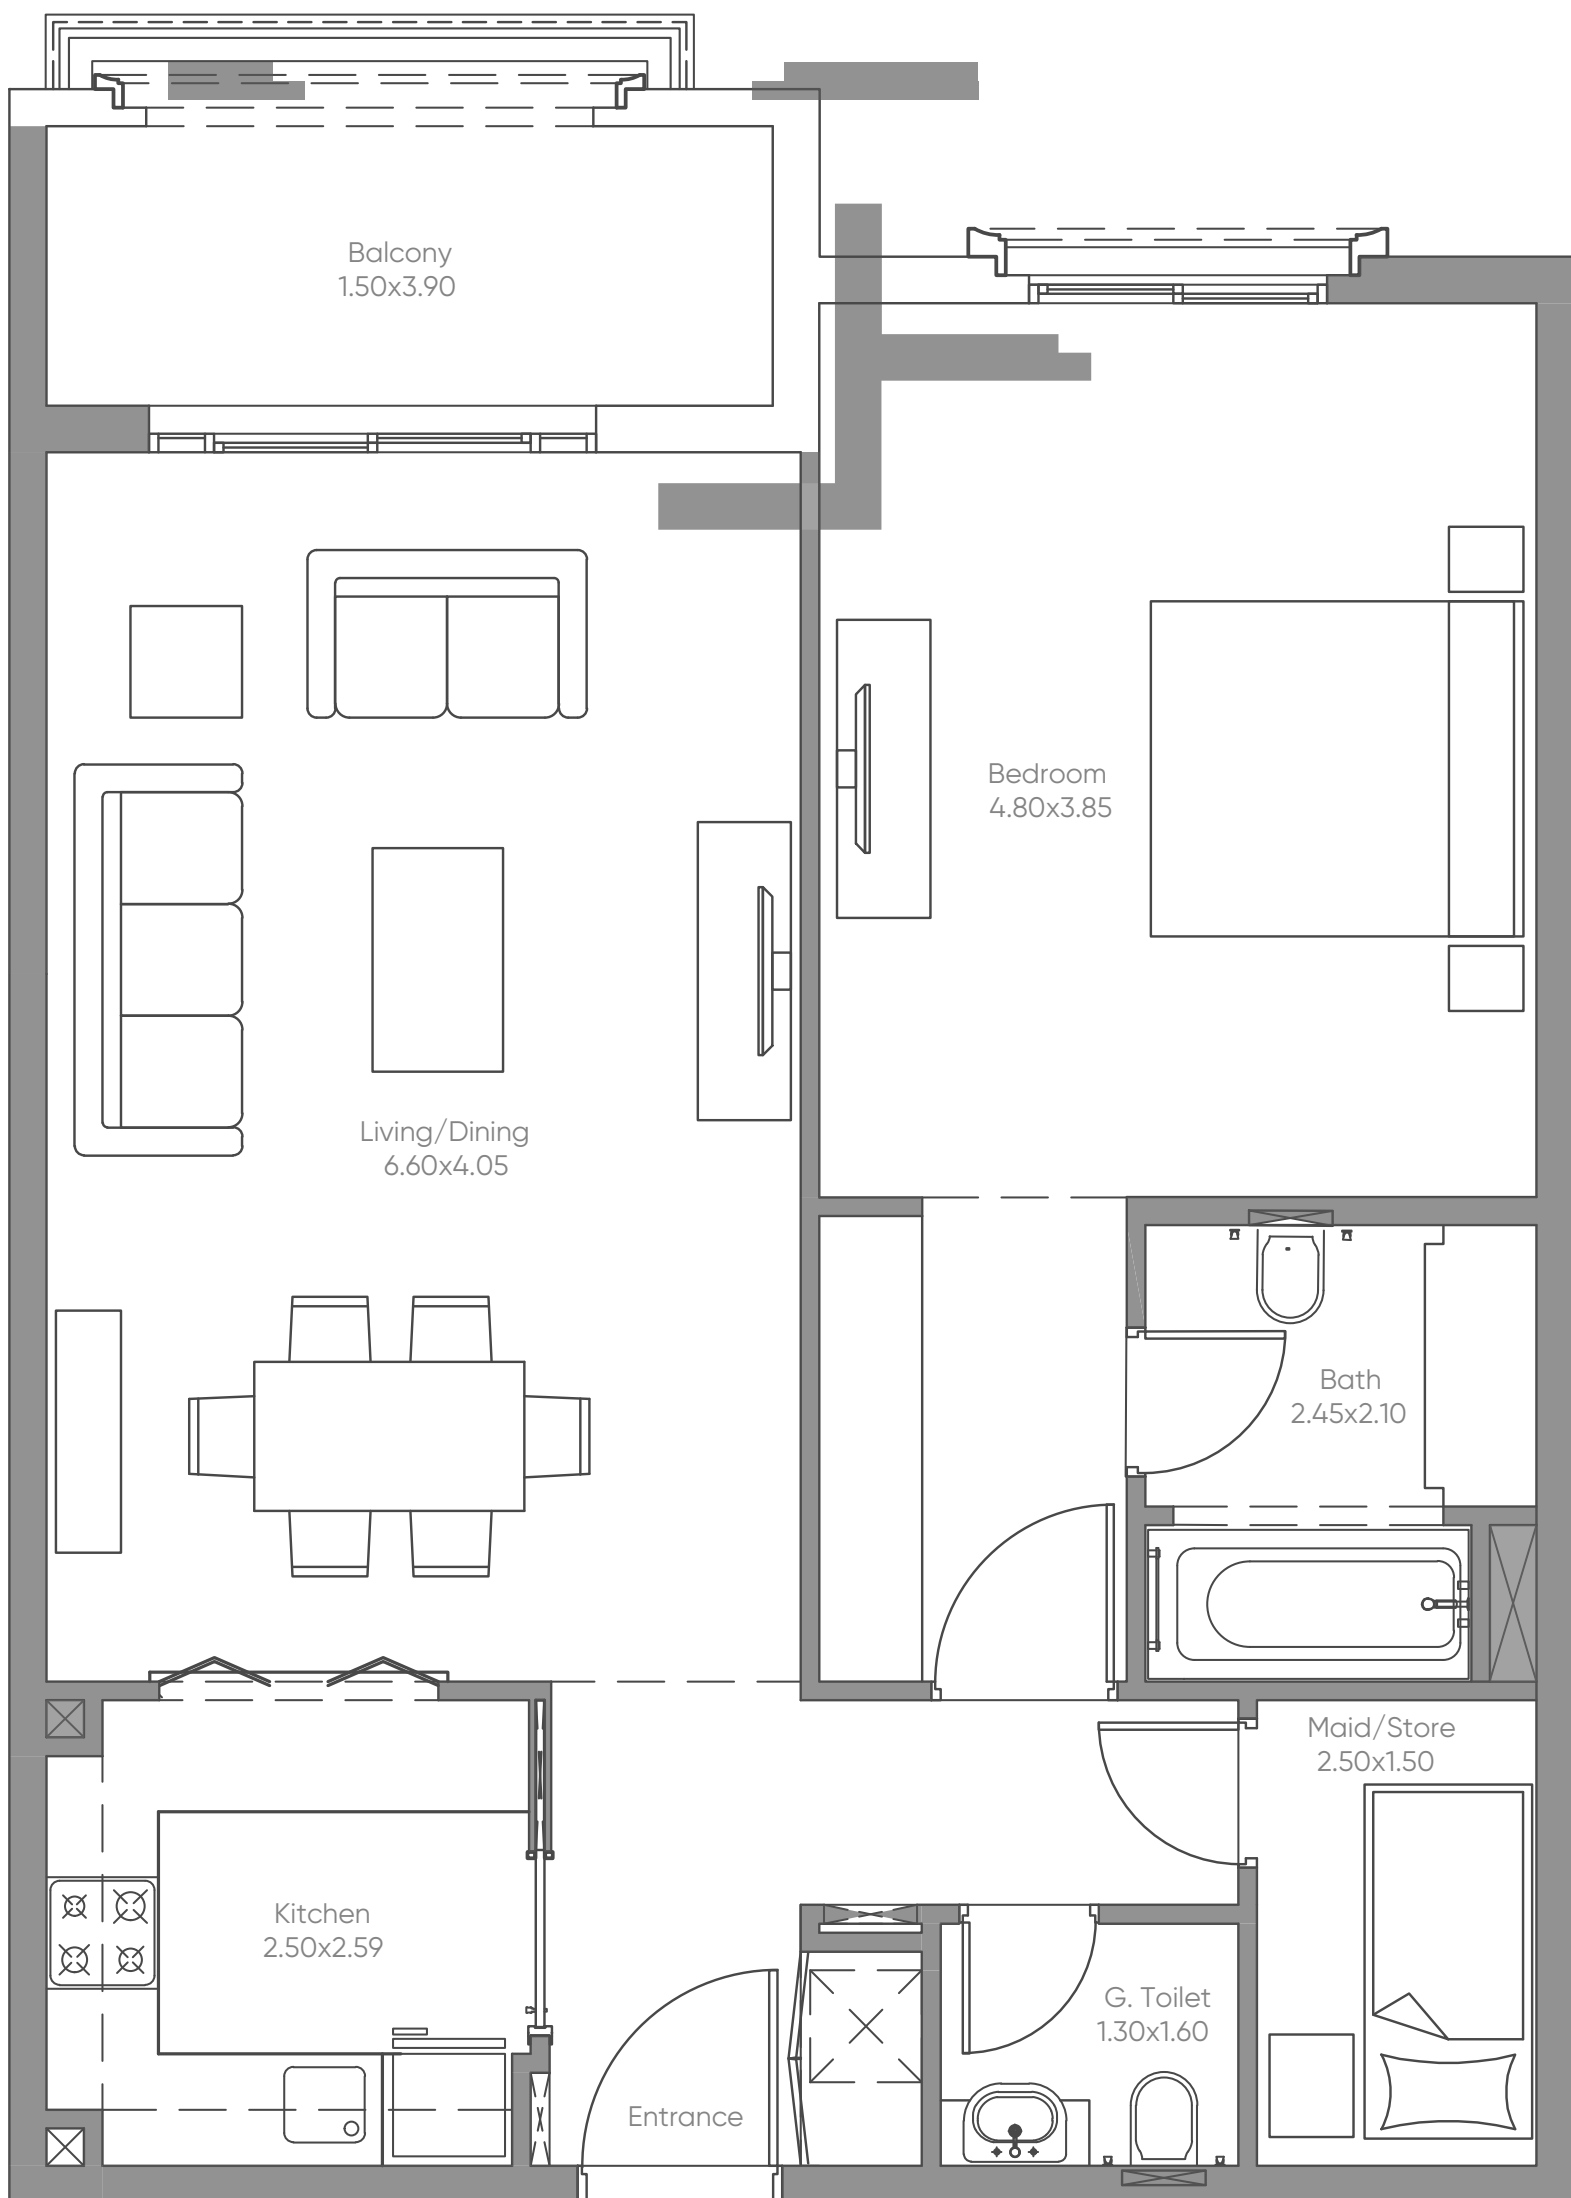 Balcony
1.50x3.90
Bedroom
4.80x3.85
Living/Dining
6.60x4.05
Bath
2.45x2.10
Maid/Store
2.50x1.50
Kitchen
2.50x2.59
G. Toilet
1.30x1.60
Entrance